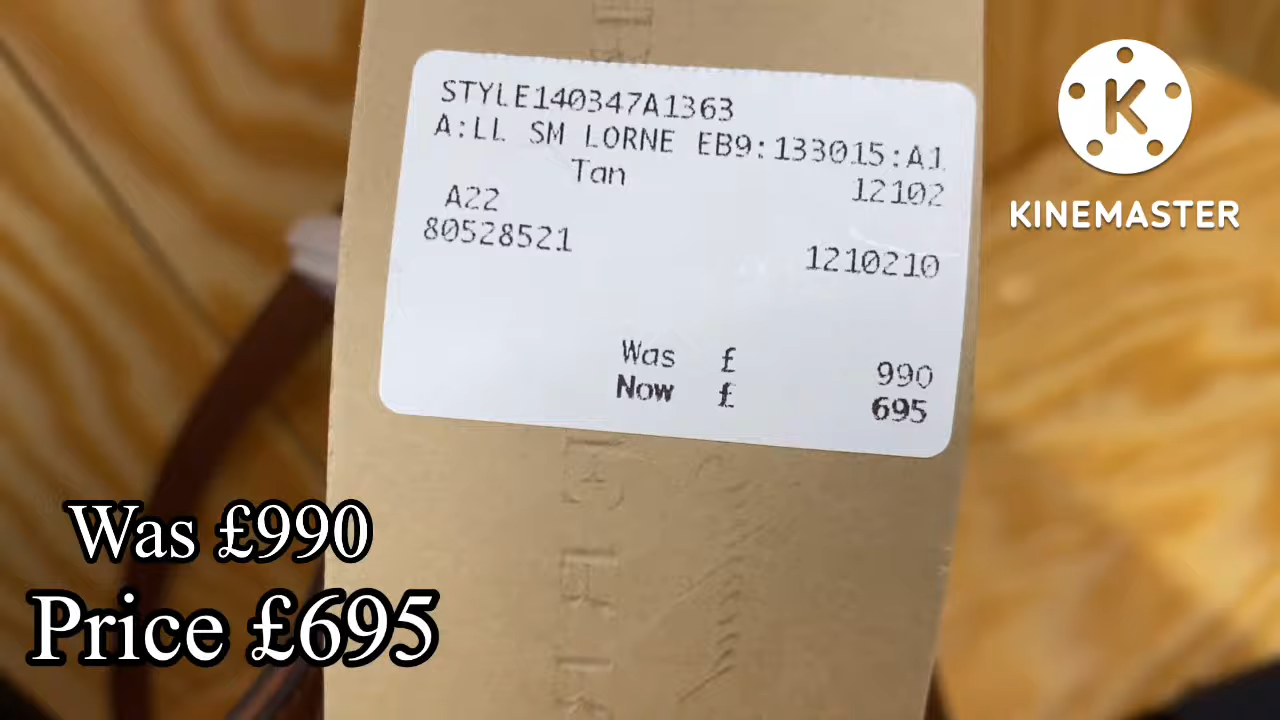 STYLE140347A1363
A:LL SM LORNE EB9:133015:A1
Tan 12102
A22
80528521 1210210
Was £ 990
Now £ 695
KINEMASTER
Was £990
Price £695